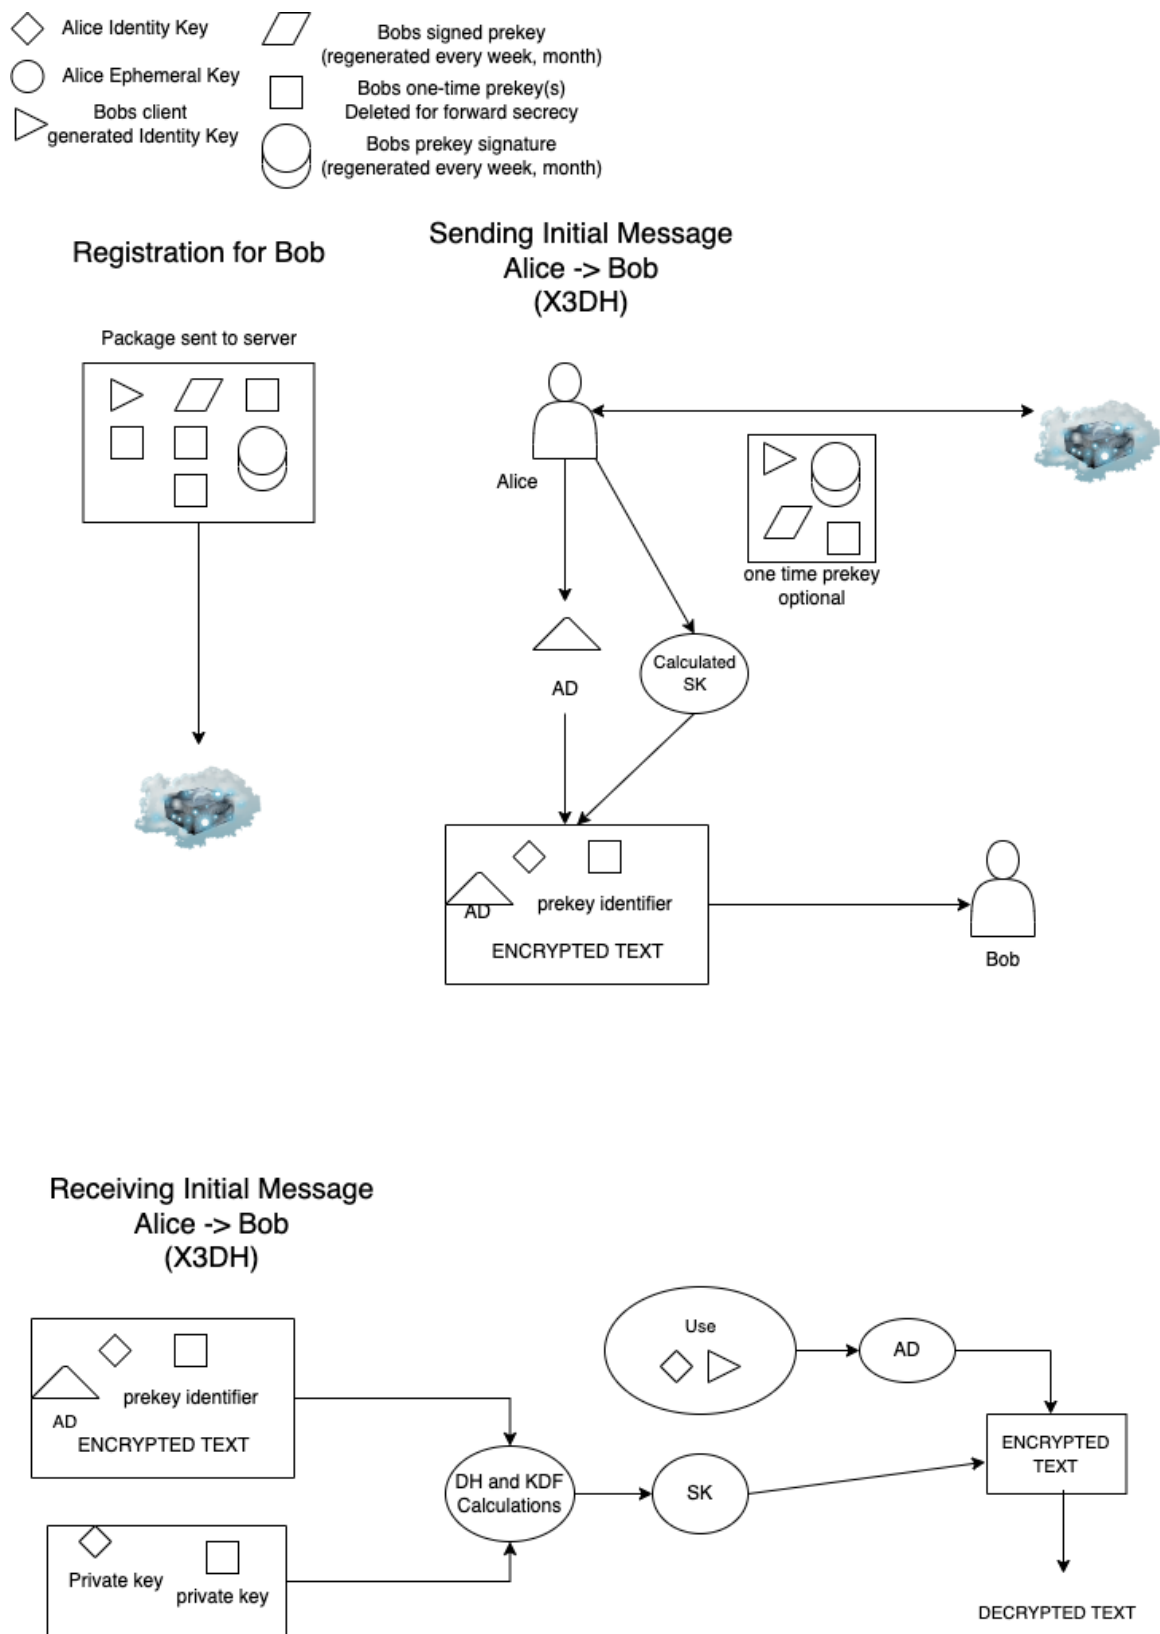 Alice Identity Key
Alice Ephemeral Key
Bobs client
generated Identity Key
Bobs signed prekey
(regenerated every week, month)
Bobs one-time prekey(s)
Deleted for forward secrecy
Bobs prekey signature
(regenerated every week, month)
Registration for Bob
Package sent to server
Sending Initial Message
Alice -> Bob
(X3DH)
Alice
one time prekey
optional
AD
Calculated
SK
AD
prekey identifier
ENCRYPTED TEXT
Bob
Receiving Initial Message
Alice -> Bob
(X3DH)
prekey identifier
AD
ENCRYPTED TEXT
Private key
private key
DH and KDF
Calculations
SK
Use
AD
ENCRYPTED
TEXT
DECRYPTED TEXT